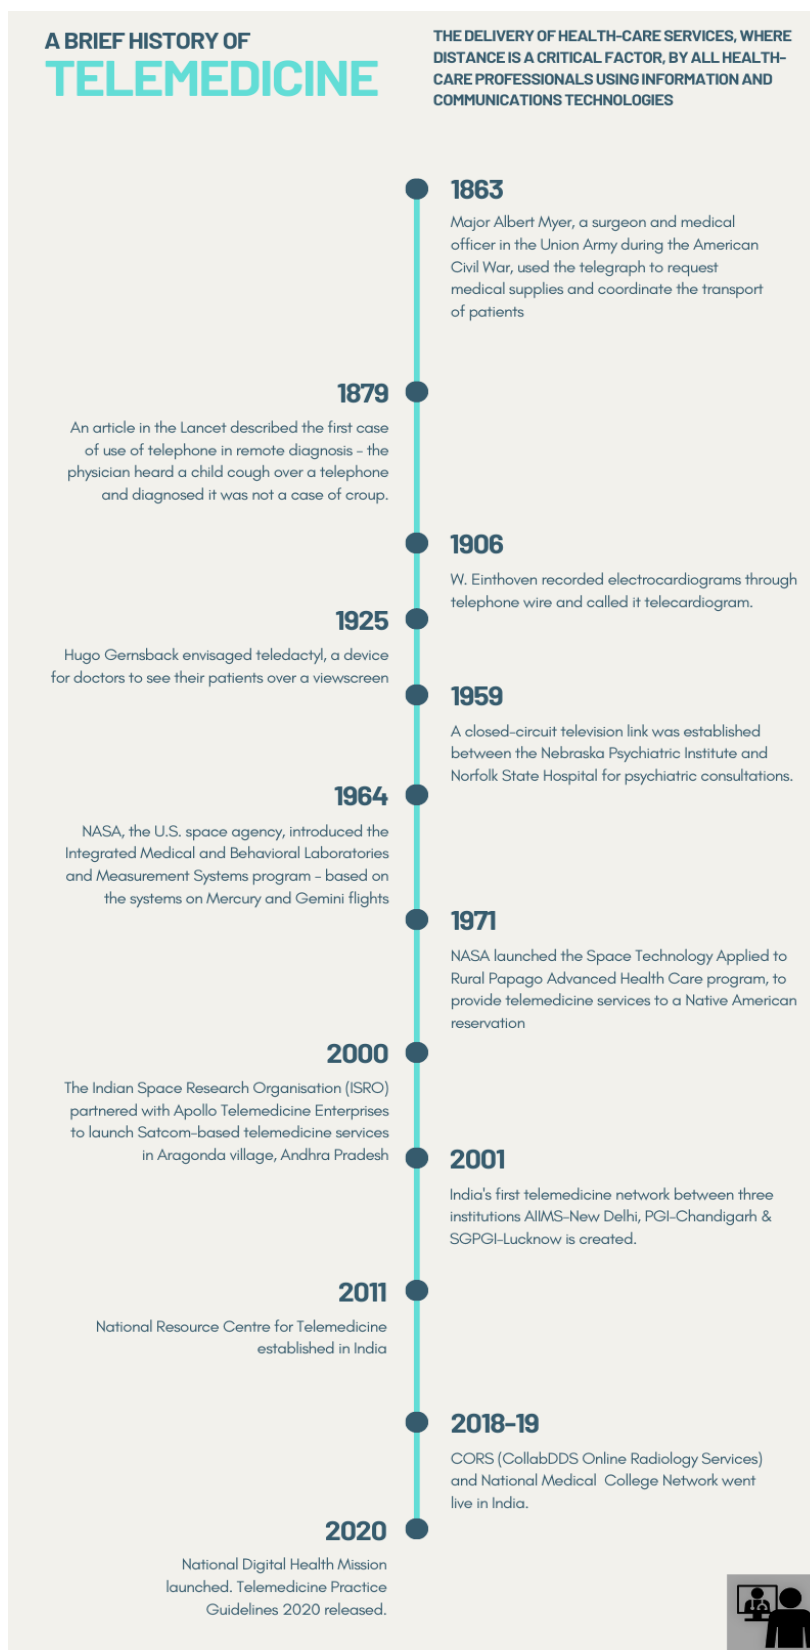 A BRIEF HISTORY OF
TELEMEDICINE
THE DELIVERY OF HEALTH-CARE SERVICES, WHERE
DISTANCE IS A CRITICAL FACTOR, BY ALL HEALTH-
CARE PROFESSIONALS USING INFORMATION AND
COMMUNICATIONS TECHNOLOGIES
1863
Major Albert Myer, a surgeon and medical
officer in the Union Army during the American
Civil War, used the telegraph to request
medical supplies and coordinate the transport
of patients
1879
An article in the Lancet described the first case
of use of telephone in remote diagnosis - the
physician heard a child cough over a telephone
and diagnosed it was not a case of croup.
1906
W. Einthoven recorded electrocardiograms through
telephone wire and called it telecardiogram.
1925
Hugo Gernsback envisaged teledactyl, a device
for doctors to see their patients over a viewscreen
1959
A closed-circuit television link was established
between the Nebraska Psychiatric Institute and
Norfolk State Hospital for psychiatric consultations.
1964
NASA, the U.S. space agency, introduced the
Integrated Medical and Behavioral Laboratories
and Measurement Systems program - based on
the systems on Mercury and Gemini flights
1971
NASA launched the Space Technology Applied to
Rural Papago Advanced Health Care program, to
provide telemedicine services to a Native American
reservation
2000
The Indian Space Research Organisation (ISRO)
partnered with Apollo Telemedicine Enterprises
to launch Satcom-based telemedicine services
in Aragonda village, Andhra Pradesh
2001
India's first telemedicine network between three
institutions AIIMS-New Delhi, PGI-Chandigarh &
SGPGI-Lucknow is created.
2011
National Resource Centre for Telemedicine
established in India
2018-19
CORS (CollabDDS Online Radiology Services)
and National Medical College Network went
live in India.
2020
National Digital Health Mission
launched. Telemedicine Practice
Guidelines 2020 released.